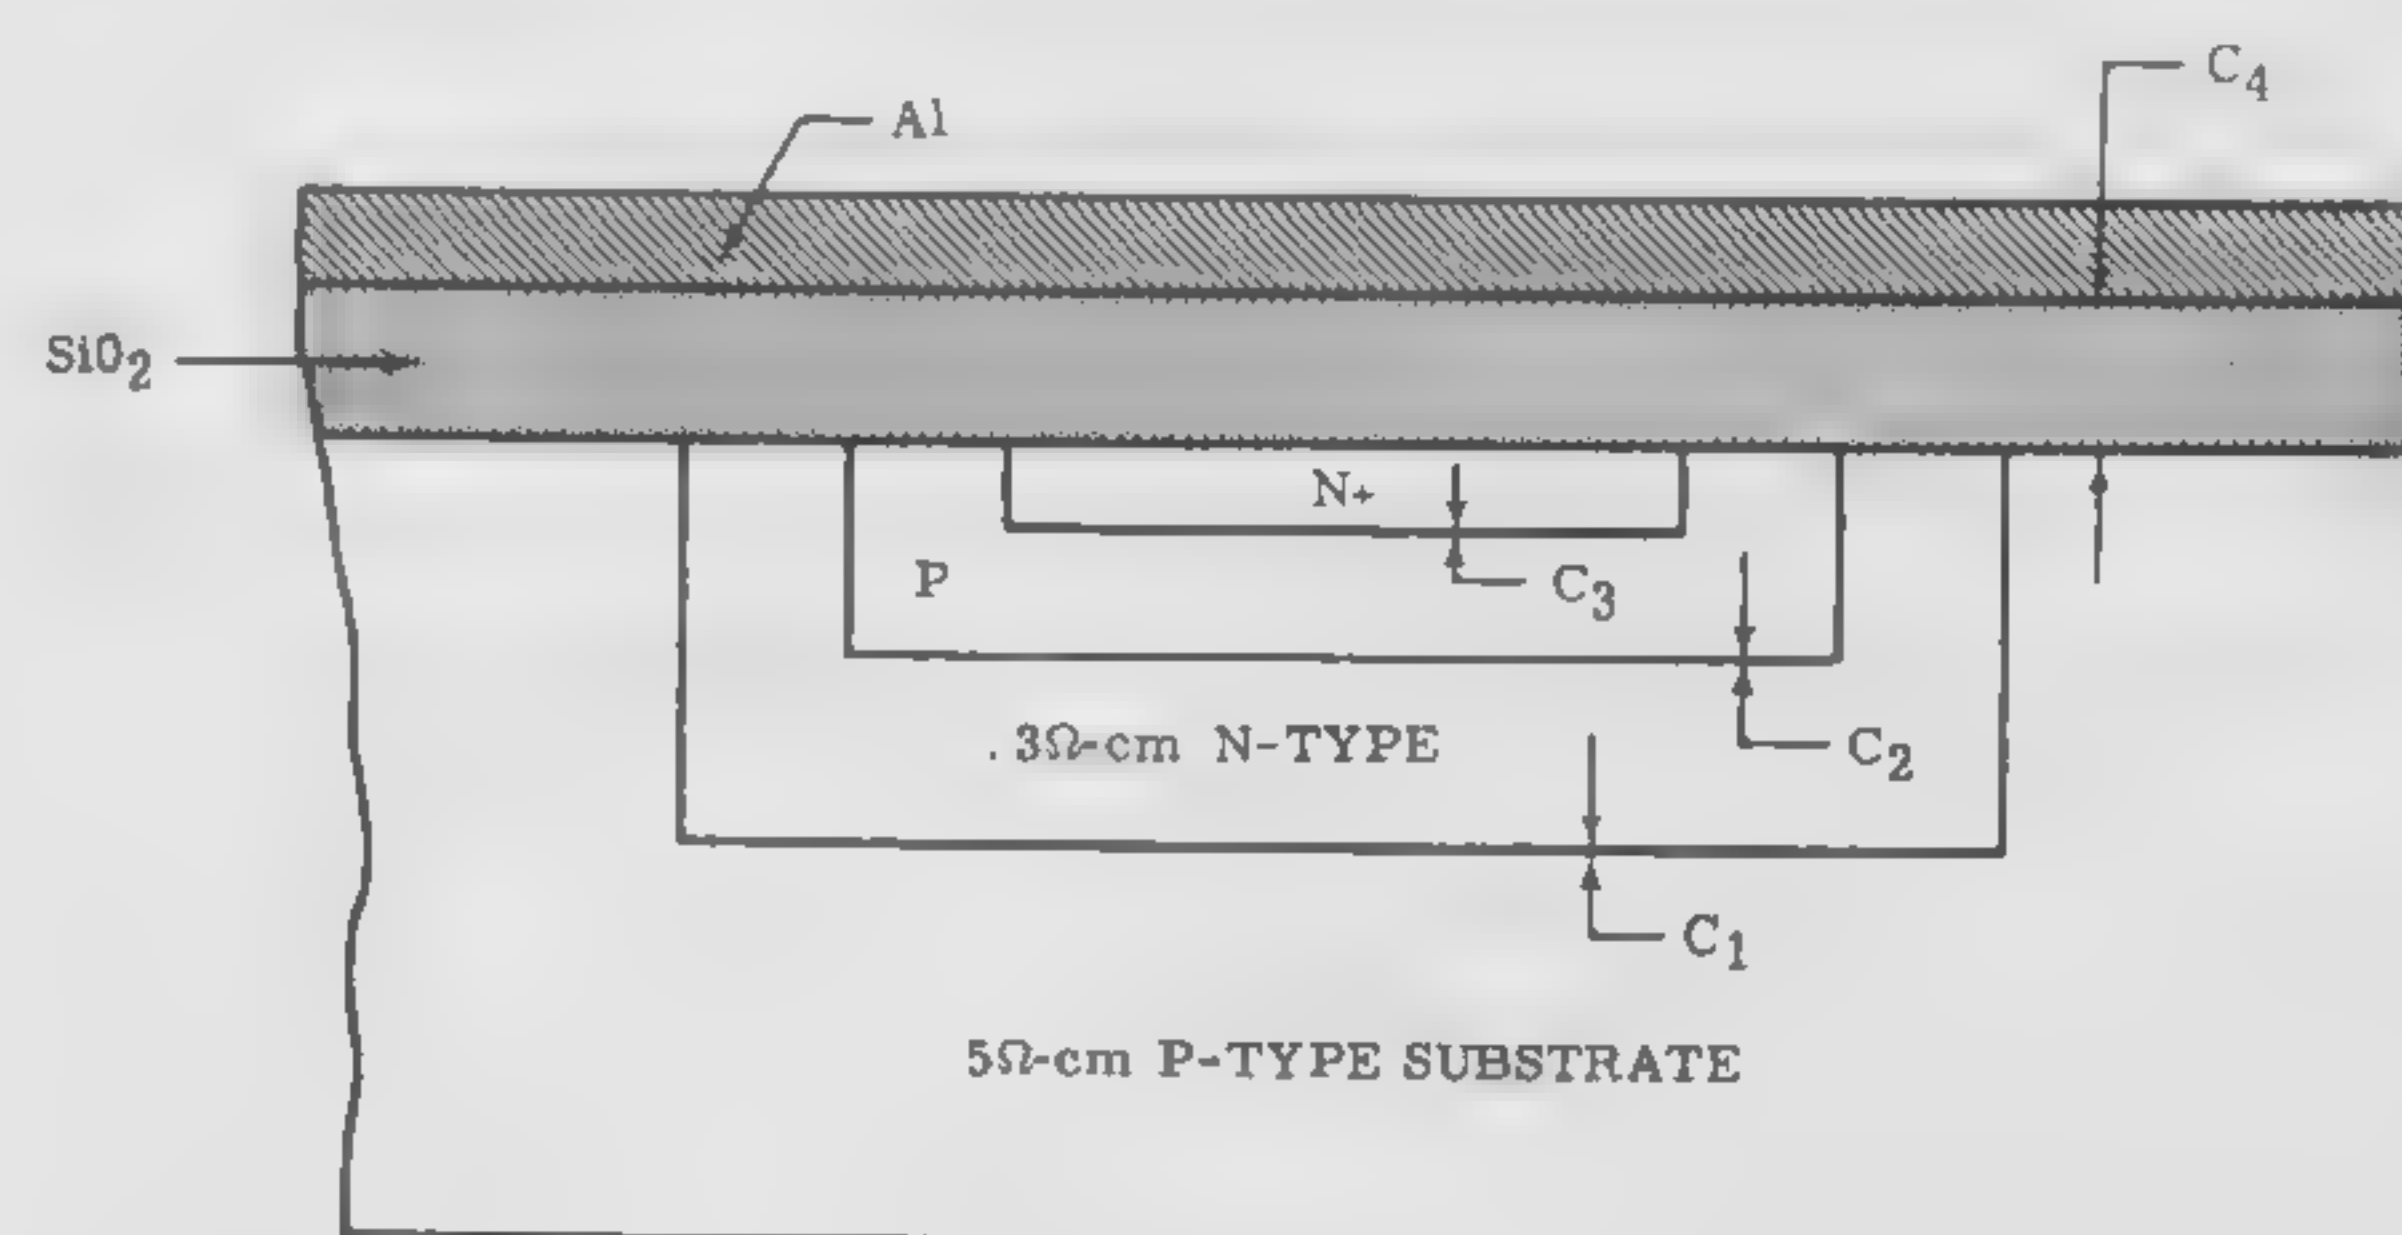 C4
Al
SiO2
N+
P
C3
.3Ω-cm N-TYPE
C2
C1
5Ω-cm P-TYPE SUBSTRATE